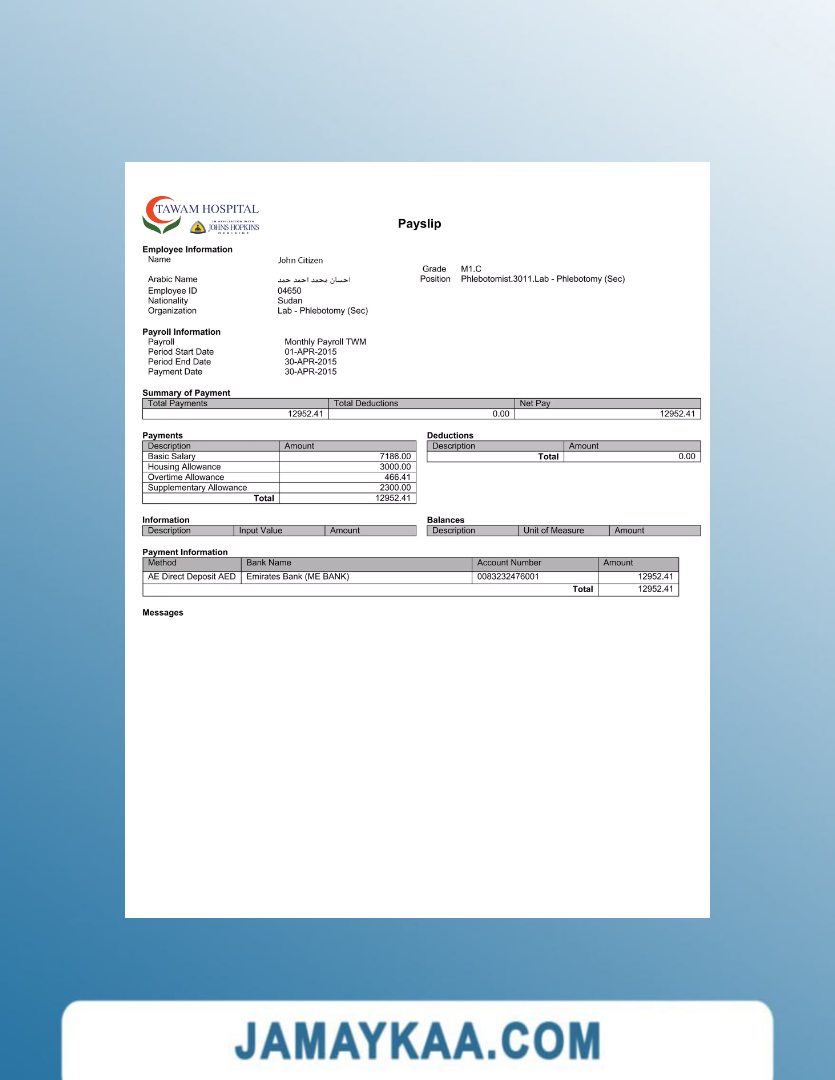 TAWAM HOSPITAL
IN AFFILIATION WITH
JOHNS HOPKINS
MEDICINE
Payslip
Employee Information
Name John Citizen
Grade M1.C
Arabic Name احسان محمد احمد حمد
Position Phlebotomist.3011.Lab - Phlebotomy (Sec)
Employee ID 04650
Nationality Sudan
Organization Lab - Phlebotomy (Sec)
Payroll Information
Payroll Monthly Payroll TWM
Period Start Date 01-APR-2015
Period End Date 30-APR-2015
Payment Date 30-APR-2015
Summary of Payment
Total Payments Total Deductions Net Pay
12952.41 0.00 12952.41
Payments
Description Amount
Basic Salary 7186.00
Housing Allowance 3000.00
Overtime Allowance 466.41
Supplementary Allowance 2300.00
Total 12952.41
Deductions
Description Amount
Total 0.00
Information
Description Input Value Amount
Balances
Description Unit of Measure Amount
Payment Information
Method Bank Name Account Number Amount
AE Direct Deposit AED Emirates Bank (ME BANK) 0083232476001 12952.41
Total 12952.41
Messages
JAMAYKAA.COM